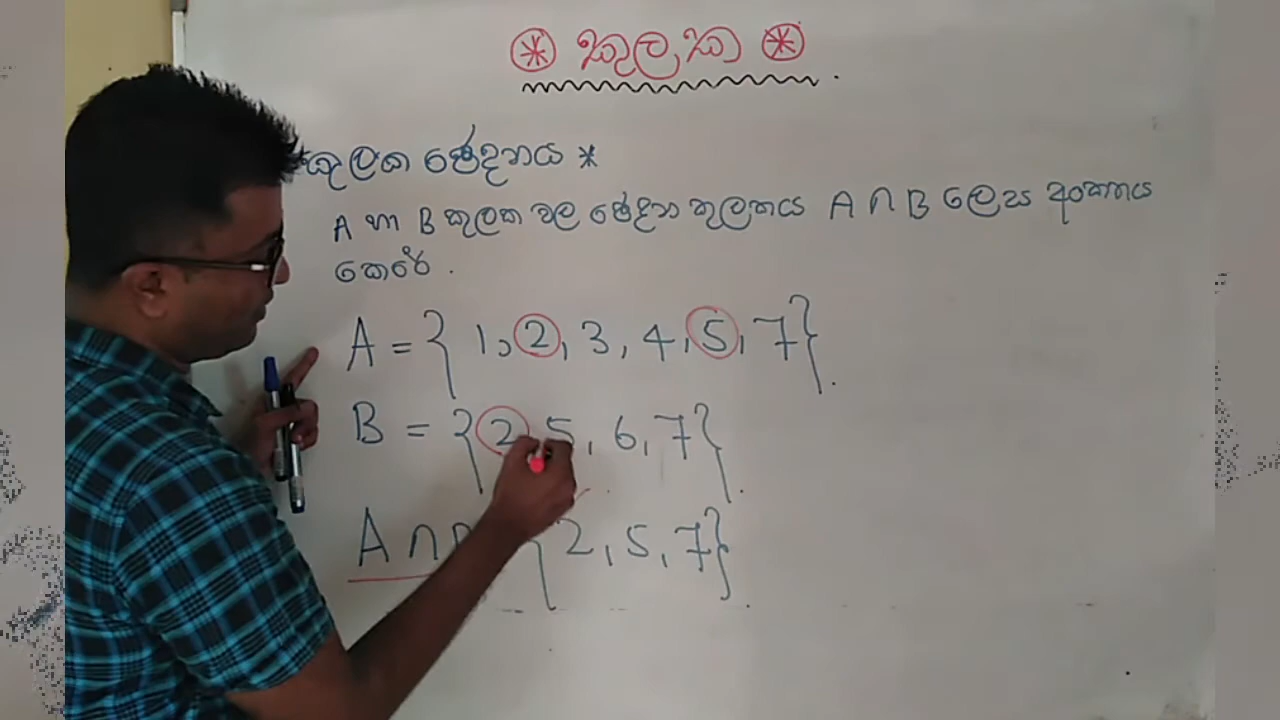 ⊛ කුලක ⊛
කුලක ඡේදනය *
A හා B කුලක වල ඡේදන කුලකය A ∩ B ලෙස අංකනය
කෙරේ.
A = { 1, 2, 3, 4, 5, 7}.
B = {2, 5, 6, 7}.
A ∩ { 2, 5, 7}.